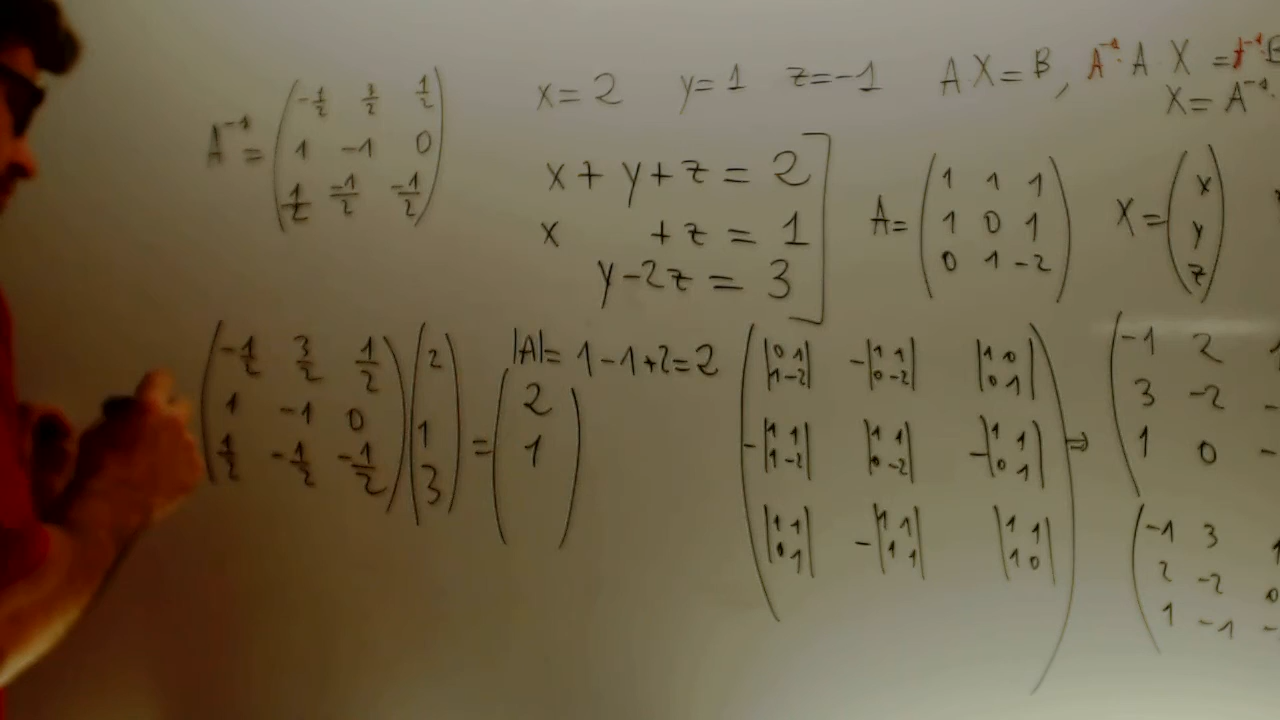 x=2 y=1 z=-1 A X=B, A⁻¹·A X =A⁻¹B
X=A⁻¹·
A⁻¹=
-1/2 3/2 1/2
1 -1 0
1/2 -1/2 -1/2
x+y+z=2
x +z=1
y-2z=3
A=
1 1 1
1 0 1
0 1 -2
X=
x
y
z
-1/2 3/2 1/2
1 -1 0
1/2 -1/2 -1/2
2
1
3
=
2
1
|A|=1-1+2=2
|0 1| -|1 1| |1 0|
|1 -2| |0 -2| |0 1|
-|1 1| |1 1| -|1 1|
|1 -2| |0 -2| |0 1|
|1 1| -|1 1| |1 1|
|0 1| |1 1| |1 0|
⇒
-1 2 1
3 -2 -
1 0 -
-1 3 1
2 -2 0
1 -1 -